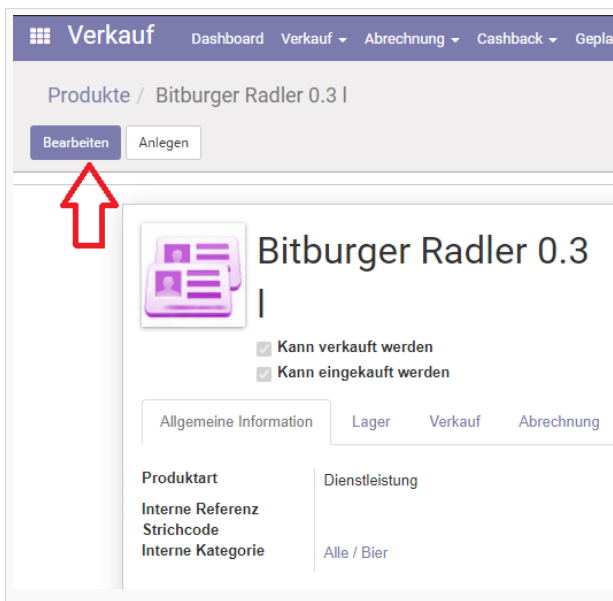 Verkauf Dashboard Verkauf Abrechnung Cashback Gepla
Produkte / Bitburger Radler 0.3 l
Bearbeiten Anlegen
Bitburger Radler 0.3
l
Kann verkauft werden
Kann eingekauft werden
Allgemeine Information Lager Verkauf Abrechnung
Produktart Dienstleistung
Interne Referenz
Strichcode
Interne Kategorie Alle / Bier